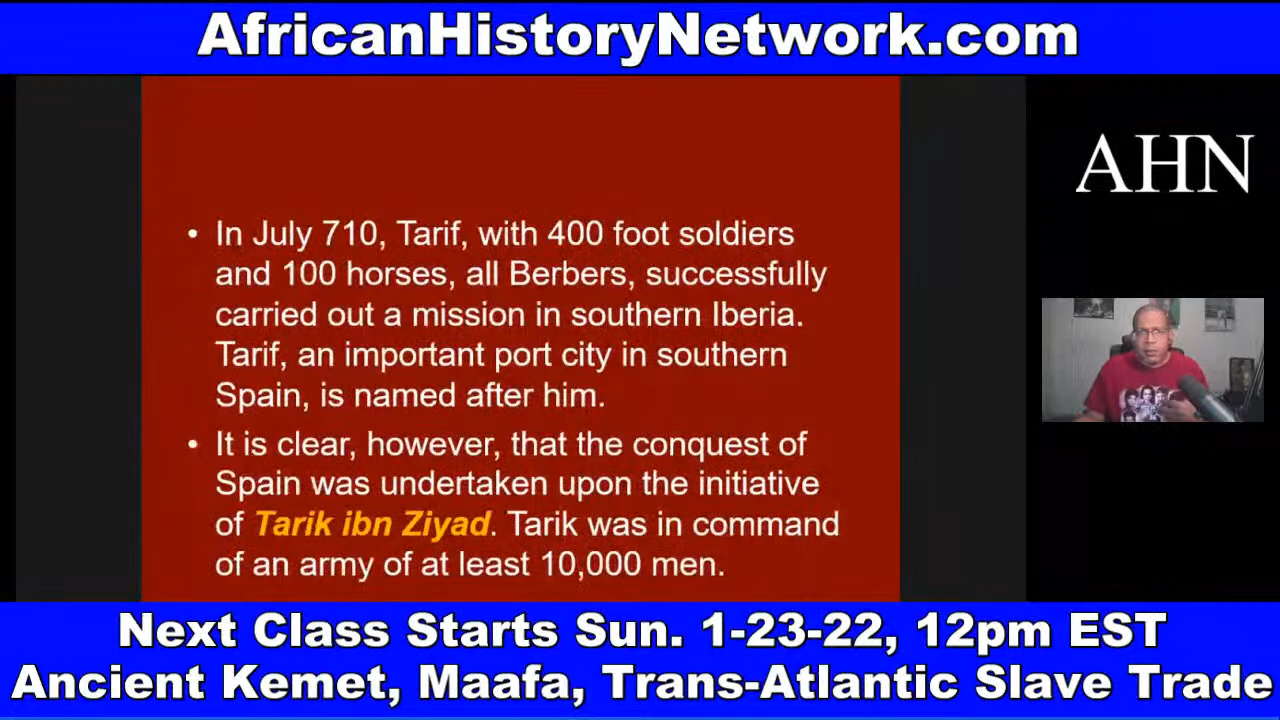 AfricanHistoryNetwork.com
AHN
• In July 710, Tarif, with 400 foot soldiers
and 100 horses, all Berbers, successfully
carried out a mission in southern Iberia.
Tarif, an important port city in southern
Spain, is named after him.
• It is clear, however, that the conquest of
Spain was undertaken upon the initiative
of Tarik ibn Ziyad. Tarik was in command
of an army of at least 10,000 men.
Next Class Starts Sun. 1-23-22, 12pm EST
Ancient Kemet, Maafa, Trans-Atlantic Slave Trade